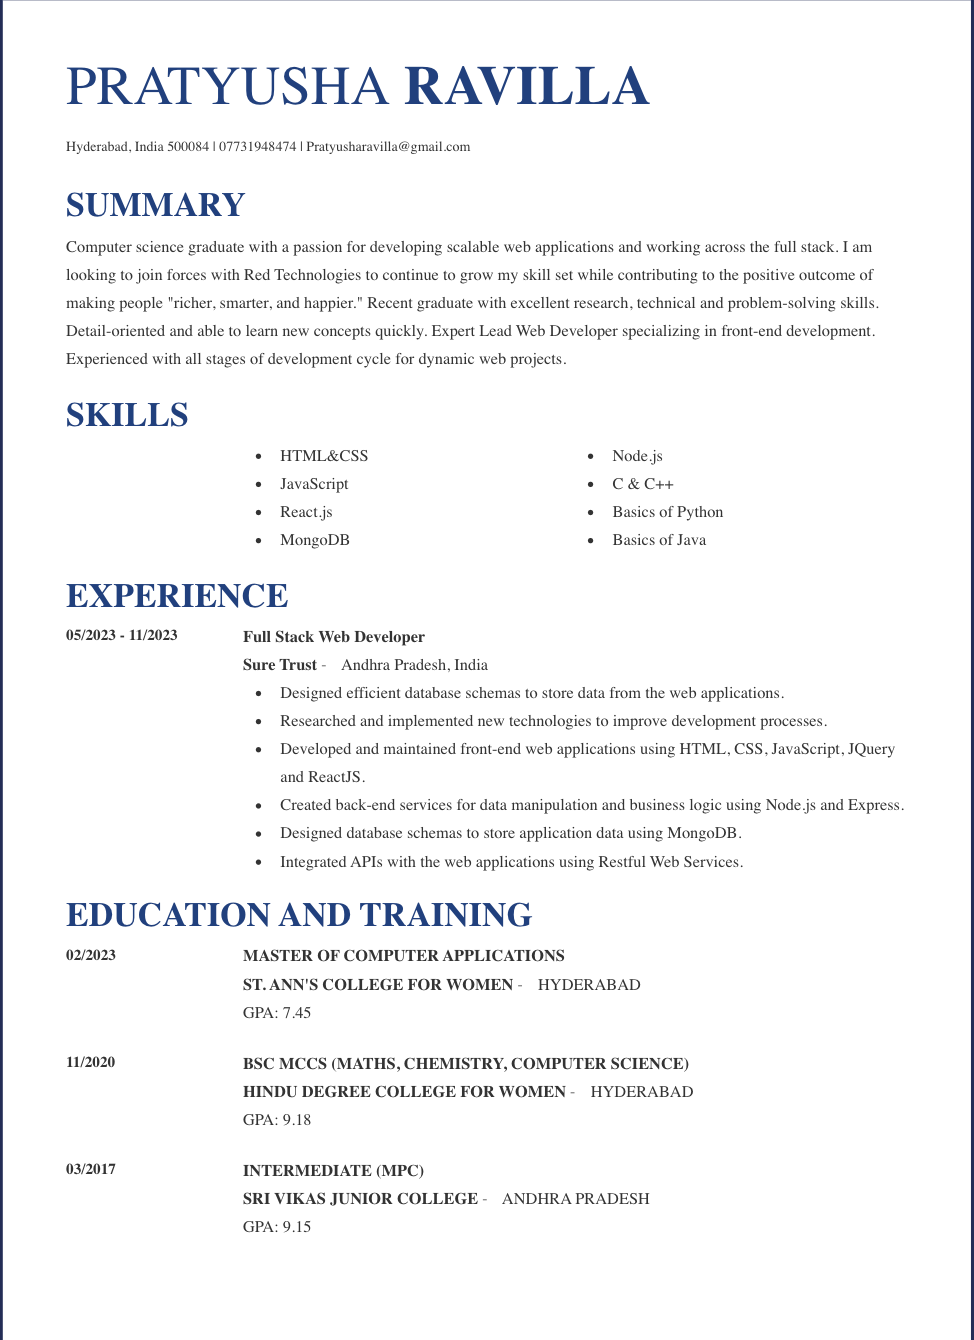 PRATYUSHA RAVILLA
Hyderabad, India 500084 | 07731948474 | Pratyusharavilla@gmail.com
SUMMARY
Computer science graduate with a passion for developing scalable web applications and working across the full stack. I am
looking to join forces with Red Technologies to continue to grow my skill set while contributing to the positive outcome of
making people "richer, smarter, and happier." Recent graduate with excellent research, technical and problem-solving skills.
Detail-oriented and able to learn new concepts quickly. Expert Lead Web Developer specializing in front-end development.
Experienced with all stages of development cycle for dynamic web projects.
SKILLS
• HTML&CSS
• JavaScript
• React.js
• MongoDB
• Node.js
• C & C++
• Basics of Python
• Basics of Java
EXPERIENCE
05/2023 - 11/2023 Full Stack Web Developer
Sure Trust - Andhra Pradesh, India
• Designed efficient database schemas to store data from the web applications.
• Researched and implemented new technologies to improve development processes.
• Developed and maintained front-end web applications using HTML, CSS, JavaScript, JQuery
and ReactJS.
• Created back-end services for data manipulation and business logic using Node.js and Express.
• Designed database schemas to store application data using MongoDB.
• Integrated APIs with the web applications using Restful Web Services.
EDUCATION AND TRAINING
02/2023 MASTER OF COMPUTER APPLICATIONS
ST. ANN'S COLLEGE FOR WOMEN - HYDERABAD
GPA: 7.45
11/2020 BSC MCCS (MATHS, CHEMISTRY, COMPUTER SCIENCE)
HINDU DEGREE COLLEGE FOR WOMEN - HYDERABAD
GPA: 9.18
03/2017 INTERMEDIATE (MPC)
SRI VIKAS JUNIOR COLLEGE - ANDHRA PRADESH
GPA: 9.15